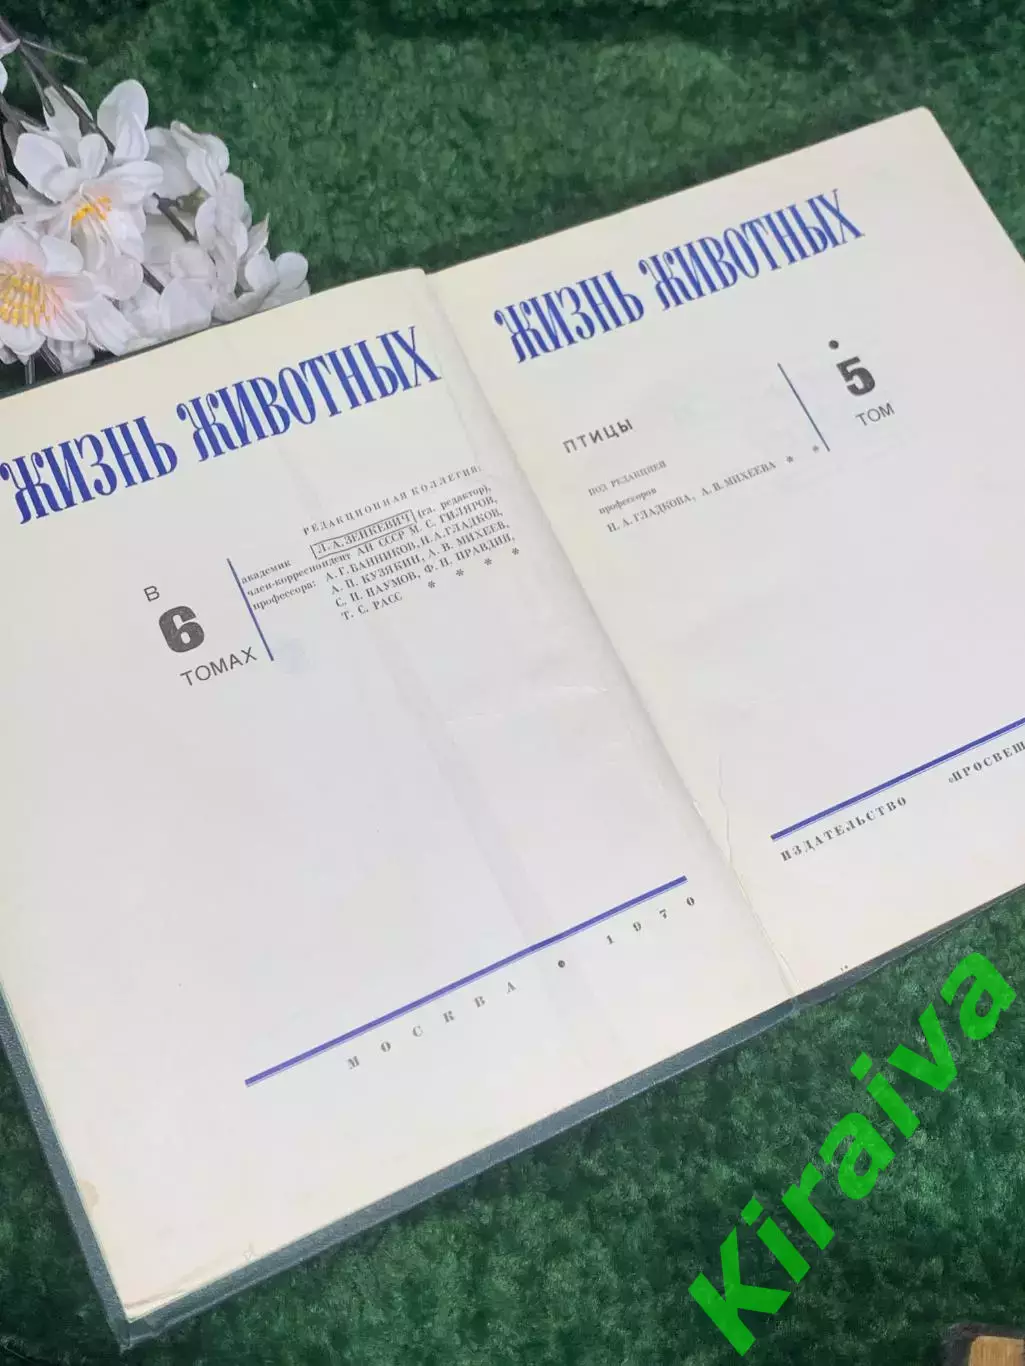 ЖИЗНЬ ЖИВОТНЫХ
В
6
ТОМАХ
РЕДАКЦИОННАЯ КОЛЛЕГИЯ:
академик Л. А. ЗЕНКЕВИЧ (гл. редактор),
член-корреспондент АН СССР М. С. ГИЛЯРОВ,
профессора: А. Г. БАННИКОВ, Н. А. ГЛАДКОВ,
А. П. КУЗЯКИН, А. В. МИХЕЕВ,
С. П. НАУМОВ, Ф. Н. ПРАВДИН,
Т. С. РАСС * * * *
МОСКВА • 1970
ЖИЗНЬ ЖИВОТНЫХ
ПТИЦЫ
• 5
ТОМ
ПОД РЕДАКЦИЕЙ
профессоров
Н. А. ГЛАДКОВА, А. В. МИХЕЕВА * *
ИЗДАТЕЛЬСТВО «ПРОСВЕЩ
Kiraiva